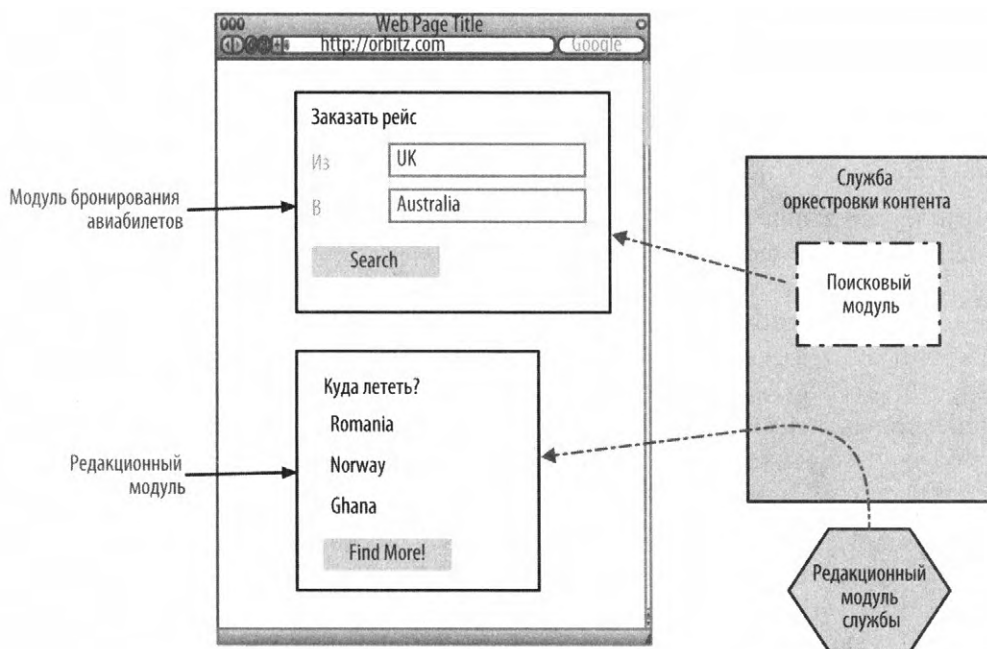 Web Page Title
http://orbitz.com
Google
Заказать рейс
Из
UK
В
Australia
Search
Модуль бронирования
авиабилетов
Куда лететь?
Romania
Norway
Ghana
Find More!
Редакционный
модуль
Служба
оркестровки контента
Поисковый
модуль
Редакционный
модуль
службы